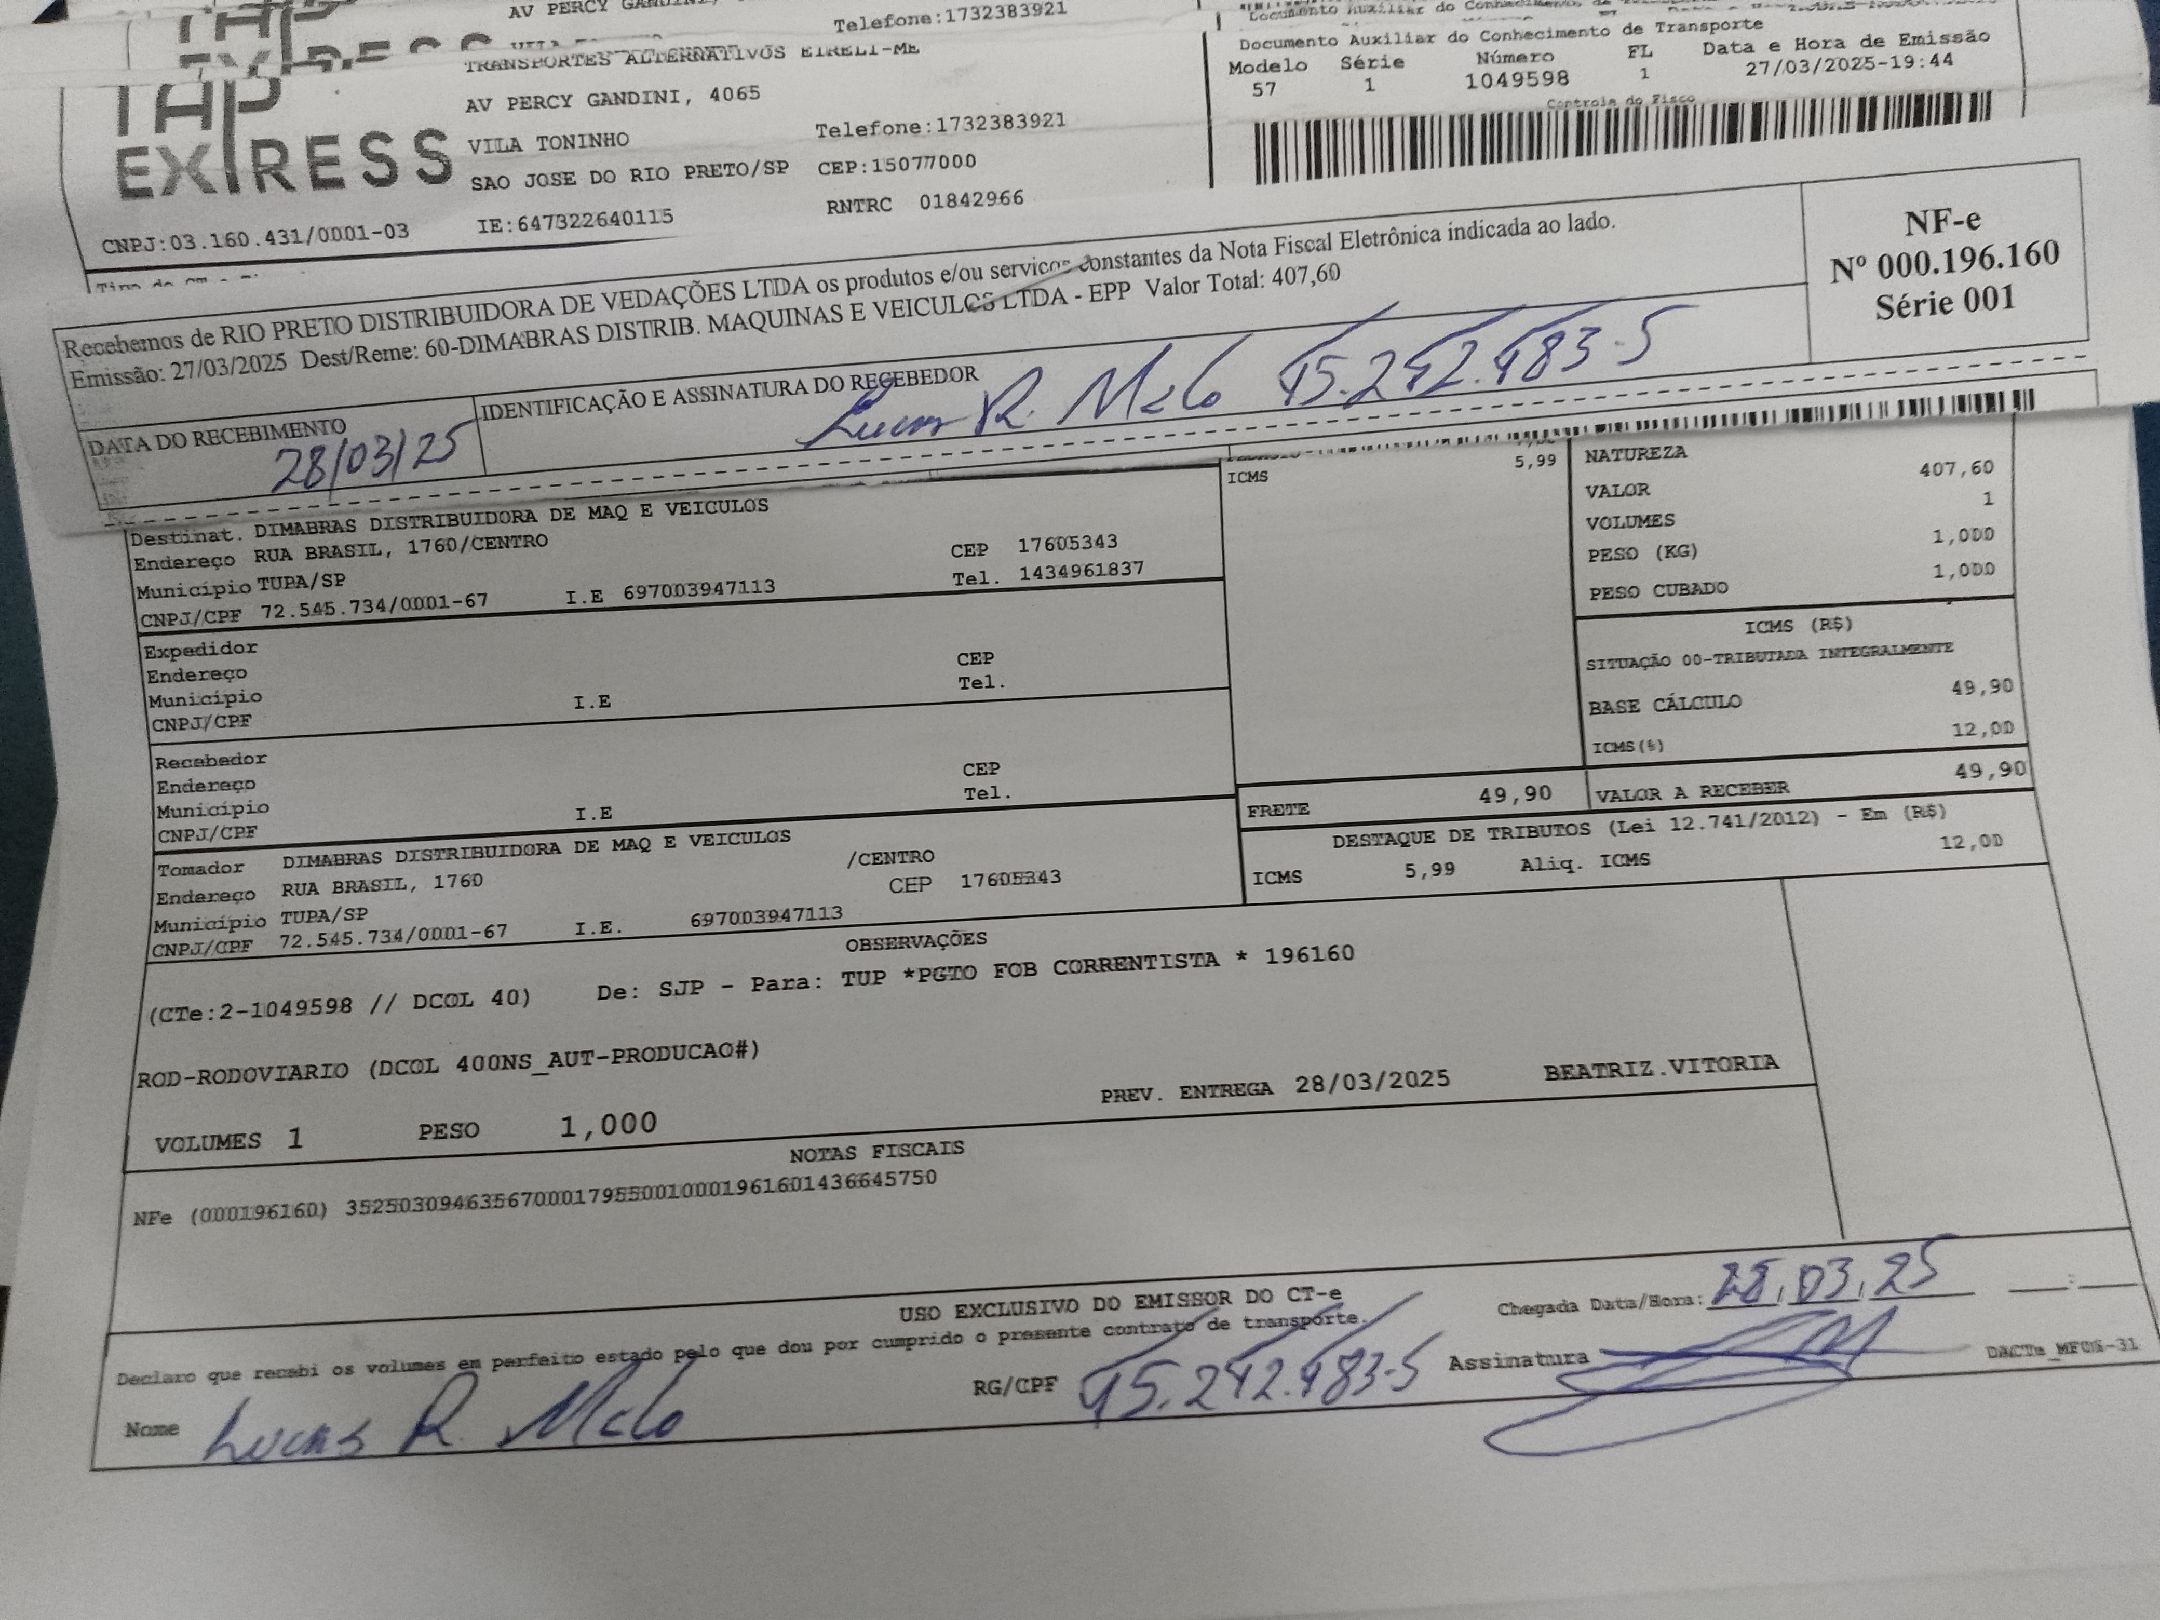 AV PERCY GANDINI,
Telefone:1732383921
TAP
EXPRESS
TRANSPORTES ALTERNATIVOS EIRELI-ME
AV PERCY GANDINI, 4065
VILA TONINHO Telefone:1732383921
SAO JOSE DO RIO PRETO/SP CEP:15077000
CNPJ:03.160.431/0001-03 IE:647322640115 RNTRC 01842966
Documento Auxiliar do Conhecimento de Transporte
Modelo Série Número FL Data e Hora de Emissão
57 1 1049598 1 27/03/2025-19:44
Controle do Fisco
Recebemos de RIO PRETO DISTRIBUIDORA DE VEDAÇÕES LTDA os produtos e/ou serviços constantes da Nota Fiscal Eletrônica indicada ao lado.
Emissão: 27/03/2025 Dest/Reme: 60-DIMABRAS DISTRIB. MAQUINAS E VEICULOS LTDA - EPP Valor Total: 407,60
NF-e
Nº 000.196.160
Série 001
DATA DO RECEBIMENTO
28/03/25
IDENTIFICAÇÃO E ASSINATURA DO RECEBEDOR
Lucas R. Melo 45.242.483-5
Destinat. DIMABRAS DISTRIBUIDORA DE MAQ E VEICULOS
Endereço RUA BRASIL, 1760/CENTRO CEP 17605343
Município TUPA/SP Tel. 1434961837
CNPJ/CPF 72.545.734/0001-67 I.E 697003947113
Expedidor
Endereço CEP
Município Tel.
CNPJ/CPF I.E
Recebedor
Endereço CEP
Município Tel.
CNPJ/CPF I.E
Tomador DIMABRAS DISTRIBUIDORA DE MAQ E VEICULOS
Endereço RUA BRASIL, 1760 /CENTRO
Município TUPA/SP CEP 17605343
CNPJ/CPF 72.545.734/0001-67 I.E. 697003947113
ICMS 5,99
NATUREZA
VALOR 407,60
VOLUMES 1
PESO (KG) 1,000
PESO CUBADO 1,000
ICMS (R$)
SITUAÇÃO 00-TRIBUTADA INTEGRALMENTE
BASE CÁLCULO 49,90
ICMS(%) 12,00
FRETE 49,90 VALOR A RECEBER 49,90
DESTAQUE DE TRIBUTOS (Lei 12.741/2012) - Em (R$)
ICMS 5,99 Aliq. ICMS 12,00
OBSERVAÇÕES
(CTe:2-1049598 // DCOL 40) De: SJP - Para: TUP *PGTO FOB CORRENTISTA * 196160
ROD-RODOVIARIO (DCOL 400NS_AUT-PRODUCAO#)
PREV. ENTREGA 28/03/2025 BEATRIZ.VITORIA
VOLUMES 1 PESO 1,000
NOTAS FISCAIS
NFe (000196160) 35250309463567000179550010001961601436645750
USO EXCLUSIVO DO EMISSOR DO CT-e
Declaro que recebi os volumes em perfeito estado pelo que dou por cumprido o presente contrato de transporte.
Chegada Data/Hora: 28,03,25
Nome Lucas R. Melo RG/CPF 45.242.483-5 Assinatura
DACTe_MFON-31